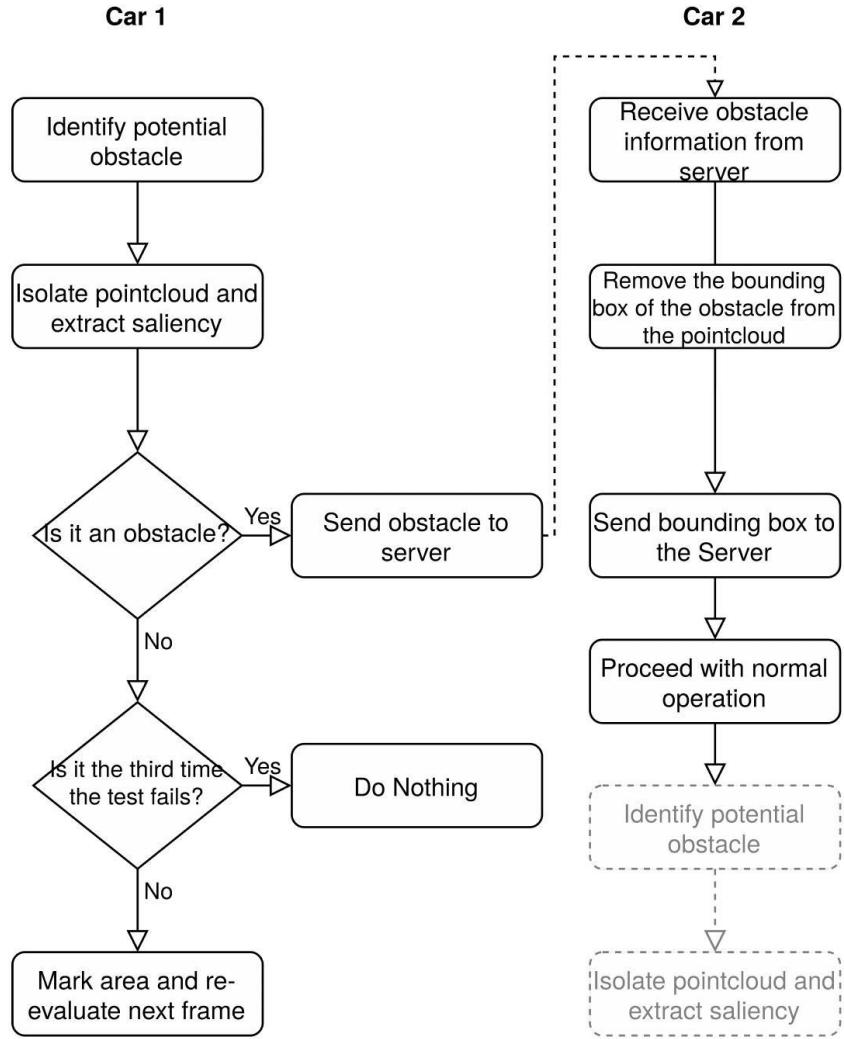 Car 1
Identify potential
obstacle
Isolate pointcloud and
extract saliency
Is it an obstacle?
Yes
Send obstacle to
server
No
Is it the third time
the test fails?
Yes
Do Nothing
No
Mark area and re-
evaluate next frame
Car 2
Receive obstacle
information from
server
Remove the bounding
box of the obstacle from
the pointcloud
Send bounding box to
the Server
Proceed with normal
operation
Identify potential
obstacle
Isolate pointcloud and
extract saliency